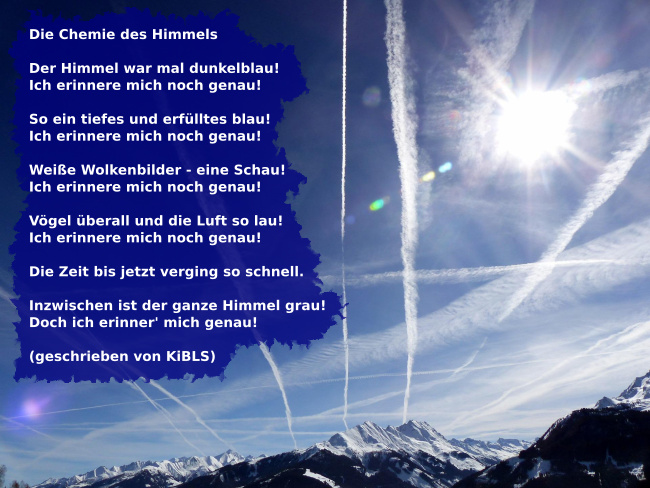 Die Chemie des Himmels
Der Himmel war mal dunkelblau!
Ich erinnere mich noch genau!
So ein tiefes und erfülltes blau!
Ich erinnere mich noch genau!
Weiße Wolkenbilder - eine Schau!
Ich erinnere mich noch genau!
Vögel überall und die Luft so lau!
Ich erinnere mich noch genau!
Die Zeit bis jetzt verging so schnell.
Inzwischen ist der ganze Himmel grau!
Doch ich erinner' mich genau!
(geschrieben von KiBLS)